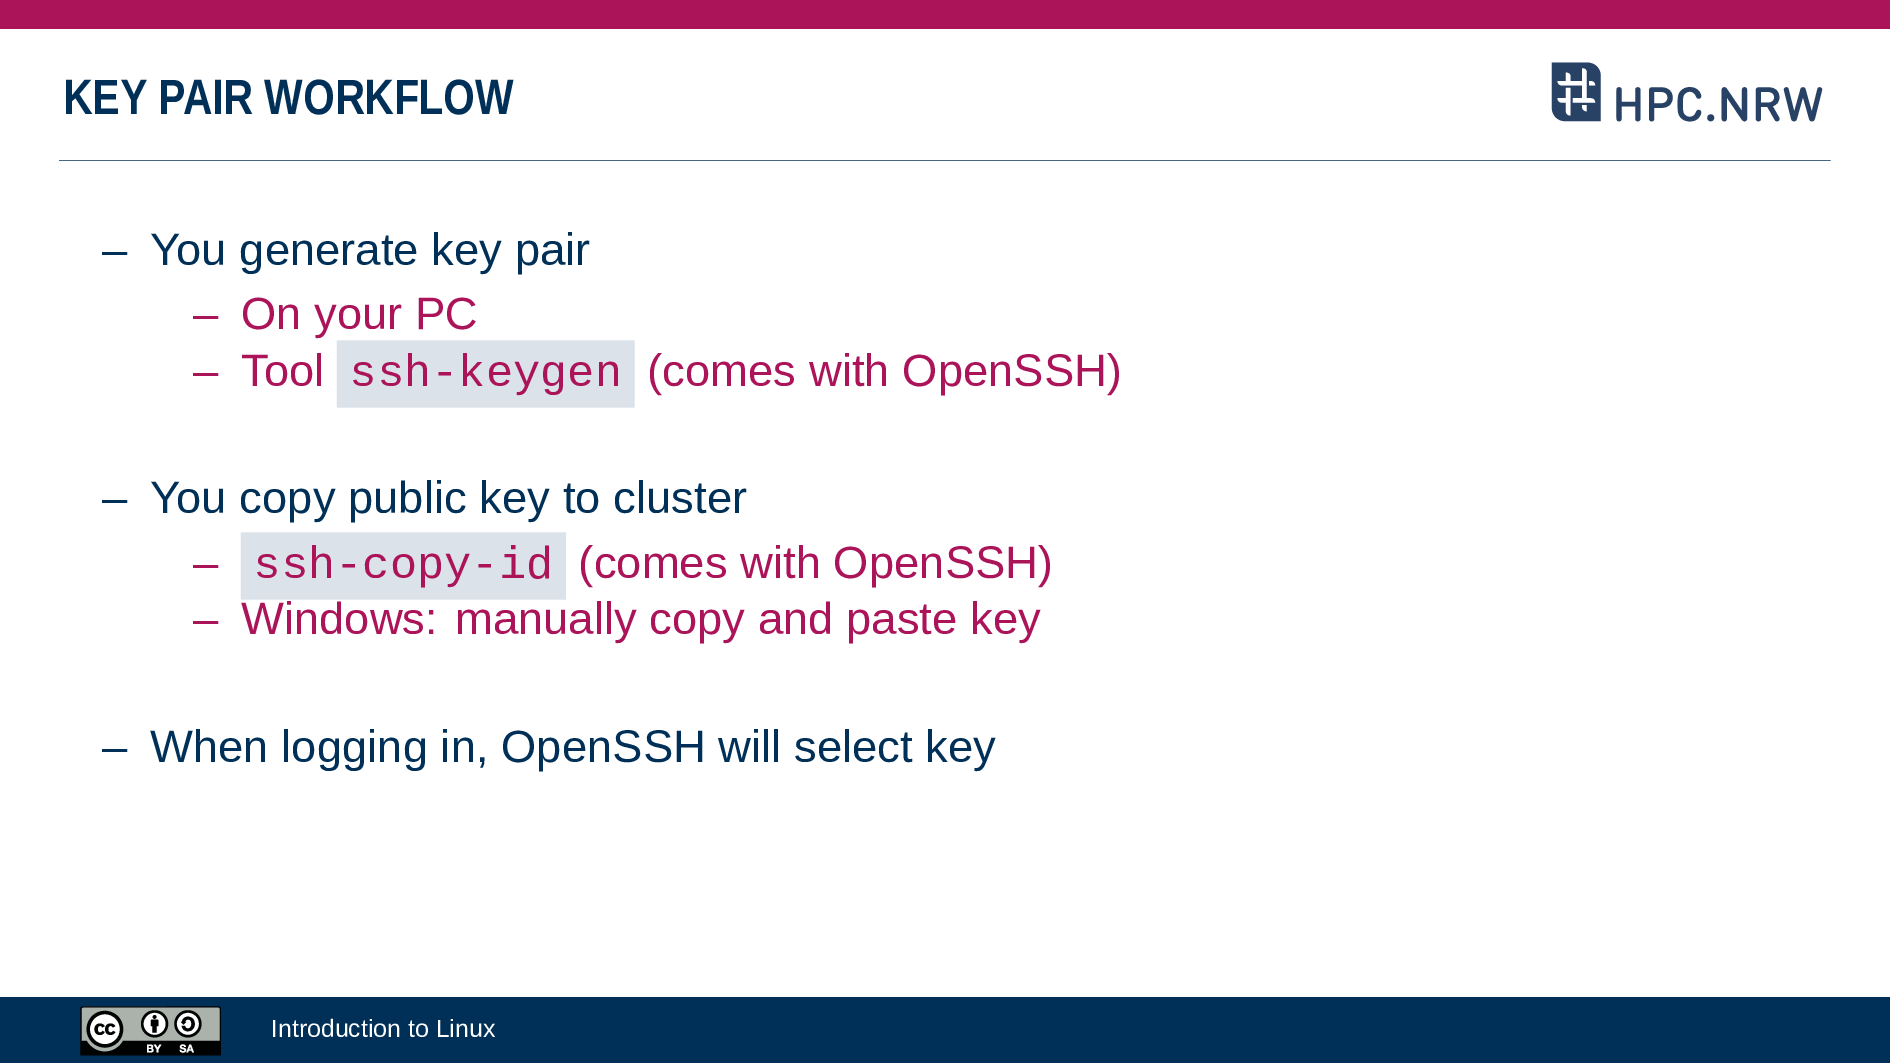 KEY PAIR WORKFLOW
HPC.NRW
– You generate key pair
– On your PC
– Tool ssh-keygen (comes with OpenSSH)
– You copy public key to cluster
– ssh-copy-id (comes with OpenSSH)
– Windows: manually copy and paste key
– When logging in, OpenSSH will select key
cc
BY SA
Introduction to Linux